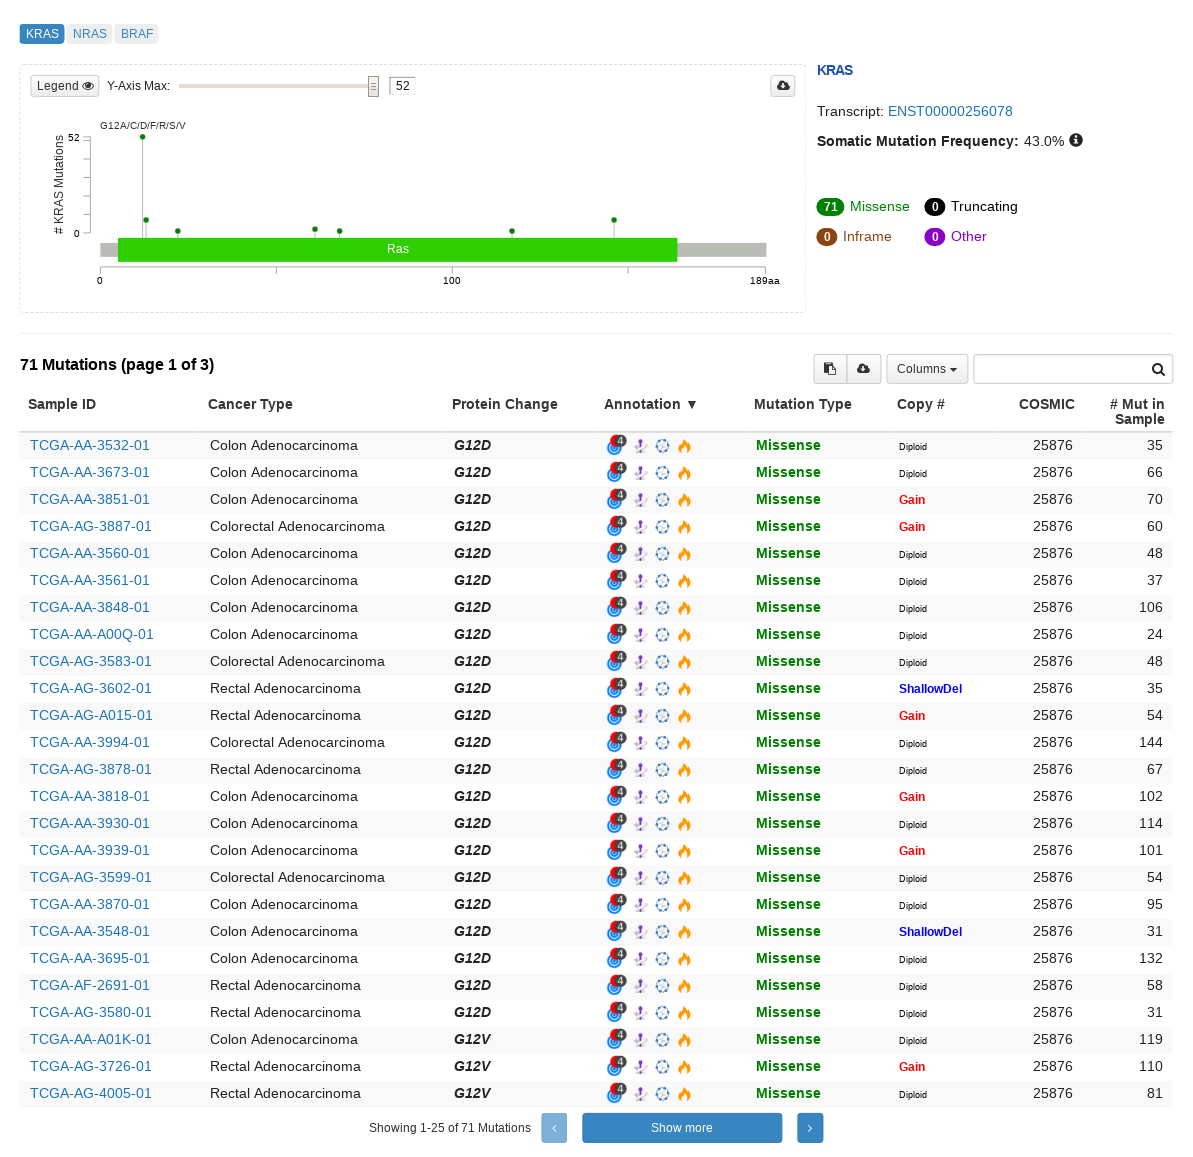 KRAS NRAS BRAF
Legend Y-Axis Max: 52
KRAS
Transcript: ENST00000256078
Somatic Mutation Frequency: 43.0%
71 Missense 0 Truncating
0 Inframe 0 Other
G12A/C/D/F/R/S/V
52
# KRAS Mutations
0
Ras
0 100 189aa
71 Mutations (page 1 of 3) Columns
Sample ID Cancer Type Protein Change Annotation ▼ Mutation Type Copy # COSMIC # Mut in Sample
TCGA-AA-3532-01 Colon Adenocarcinoma G12D 4 Missense Diploid 25876 35
TCGA-AA-3673-01 Colon Adenocarcinoma G12D 4 Missense Diploid 25876 66
TCGA-AA-3851-01 Colon Adenocarcinoma G12D 4 Missense Gain 25876 70
TCGA-AG-3887-01 Colorectal Adenocarcinoma G12D 4 Missense Gain 25876 60
TCGA-AA-3560-01 Colon Adenocarcinoma G12D 4 Missense Diploid 25876 48
TCGA-AA-3561-01 Colon Adenocarcinoma G12D 4 Missense Diploid 25876 37
TCGA-AA-3848-01 Colon Adenocarcinoma G12D 4 Missense Diploid 25876 106
TCGA-AA-A00Q-01 Colon Adenocarcinoma G12D 4 Missense Diploid 25876 24
TCGA-AG-3583-01 Colorectal Adenocarcinoma G12D 4 Missense Diploid 25876 48
TCGA-AG-3602-01 Rectal Adenocarcinoma G12D 4 Missense ShallowDel 25876 35
TCGA-AG-A015-01 Rectal Adenocarcinoma G12D 4 Missense Gain 25876 54
TCGA-AA-3994-01 Colorectal Adenocarcinoma G12D 4 Missense Diploid 25876 144
TCGA-AG-3878-01 Rectal Adenocarcinoma G12D 4 Missense Diploid 25876 67
TCGA-AA-3818-01 Colon Adenocarcinoma G12D 4 Missense Gain 25876 102
TCGA-AA-3930-01 Colon Adenocarcinoma G12D 4 Missense Diploid 25876 114
TCGA-AA-3939-01 Colon Adenocarcinoma G12D 4 Missense Gain 25876 101
TCGA-AG-3599-01 Colorectal Adenocarcinoma G12D 4 Missense Diploid 25876 54
TCGA-AA-3870-01 Colon Adenocarcinoma G12D 4 Missense Diploid 25876 95
TCGA-AA-3548-01 Colon Adenocarcinoma G12D 4 Missense ShallowDel 25876 31
TCGA-AA-3695-01 Colon Adenocarcinoma G12D 4 Missense Diploid 25876 132
TCGA-AF-2691-01 Rectal Adenocarcinoma G12D 4 Missense Diploid 25876 58
TCGA-AG-3580-01 Rectal Adenocarcinoma G12D 4 Missense Diploid 25876 31
TCGA-AA-A01K-01 Colon Adenocarcinoma G12V 4 Missense Diploid 25876 119
TCGA-AG-3726-01 Rectal Adenocarcinoma G12V 4 Missense Gain 25876 110
TCGA-AG-4005-01 Rectal Adenocarcinoma G12V 4 Missense Diploid 25876 81
Showing 1-25 of 71 Mutations ‹ Show more ›